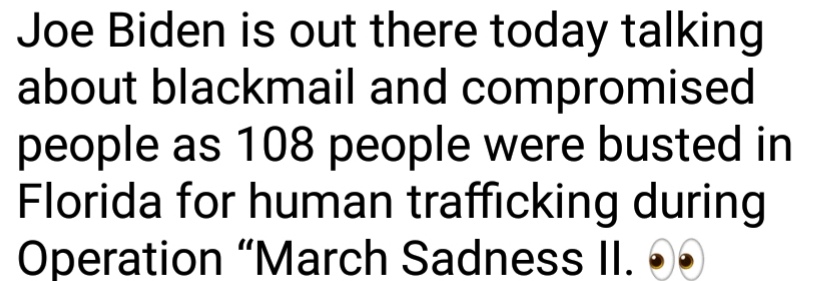 Joe Biden is out there today talking
about blackmail and compromised
people as 108 people were busted in
Florida for human trafficking during
Operation “March Sadness II. 👀